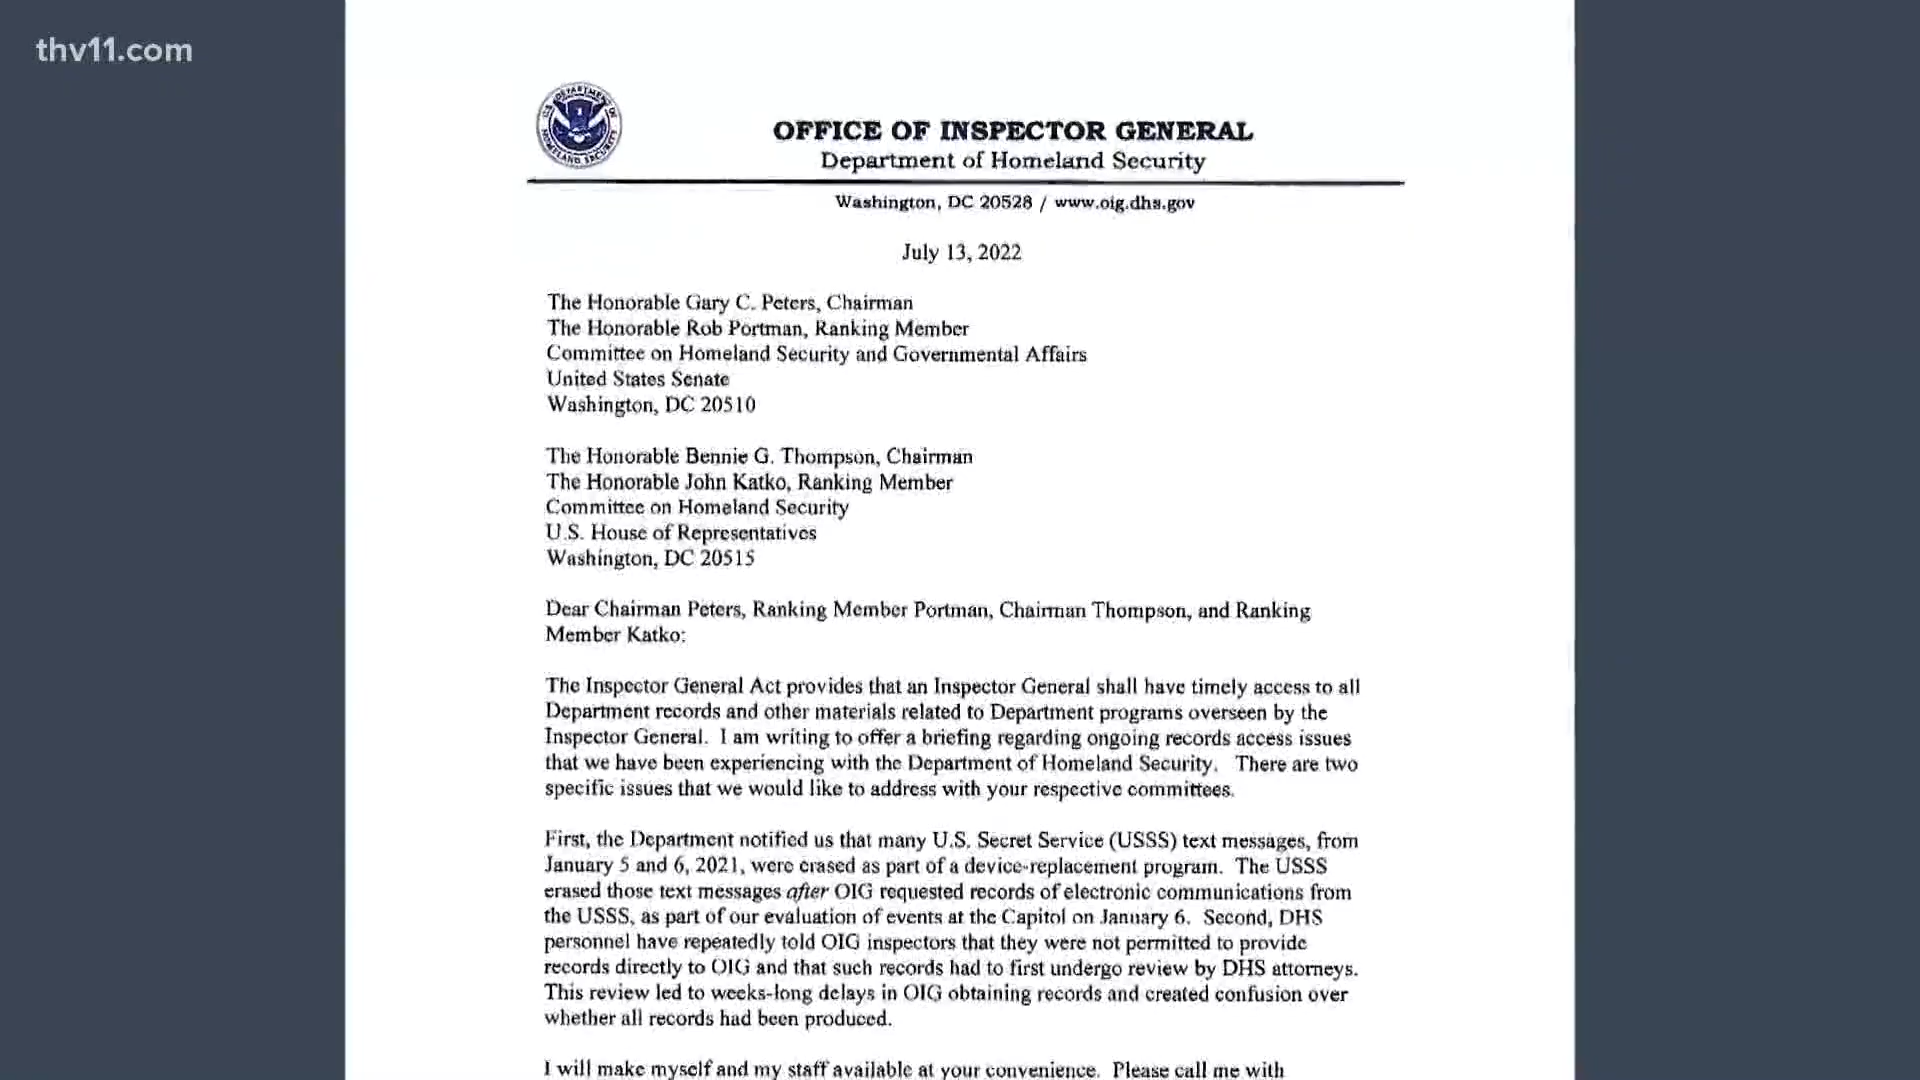 thv11.com
OFFICE OF INSPECTOR GENERAL
Department of Homeland Security
Washington, DC 20528 / www.oig.dhs.gov
July 13, 2022
The Honorable Gary C. Peters, Chairman
The Honorable Rob Portman, Ranking Member
Committee on Homeland Security and Governmental Affairs
United States Senate
Washington, DC 20510
The Honorable Bennie G. Thompson, Chairman
The Honorable John Katko, Ranking Member
Committee on Homeland Security
U.S. House of Representatives
Washington, DC 20515
Dear Chairman Peters, Ranking Member Portman, Chairman Thompson, and Ranking
Member Katko:
The Inspector General Act provides that an Inspector General shall have timely access to all
Department records and other materials related to Department programs overseen by the
Inspector General. I am writing to offer a briefing regarding ongoing records access issues
that we have been experiencing with the Department of Homeland Security. There are two
specific issues that we would like to address with your respective committees.
First, the Department notified us that many U.S. Secret Service (USSS) text messages, from
January 5 and 6, 2021, were erased as part of a device-replacement program. The USSS
erased those text messages after OIG requested records of electronic communications from
the USSS, as part of our evaluation of events at the Capitol on January 6. Second, DHS
personnel have repeatedly told OIG inspectors that they were not permitted to provide
records directly to OIG and that such records had to first undergo review by DHS attorneys.
This review led to weeks-long delays in OIG obtaining records and created confusion over
whether all records had been produced.
I will make myself and my staff available at your convenience. Please call me with